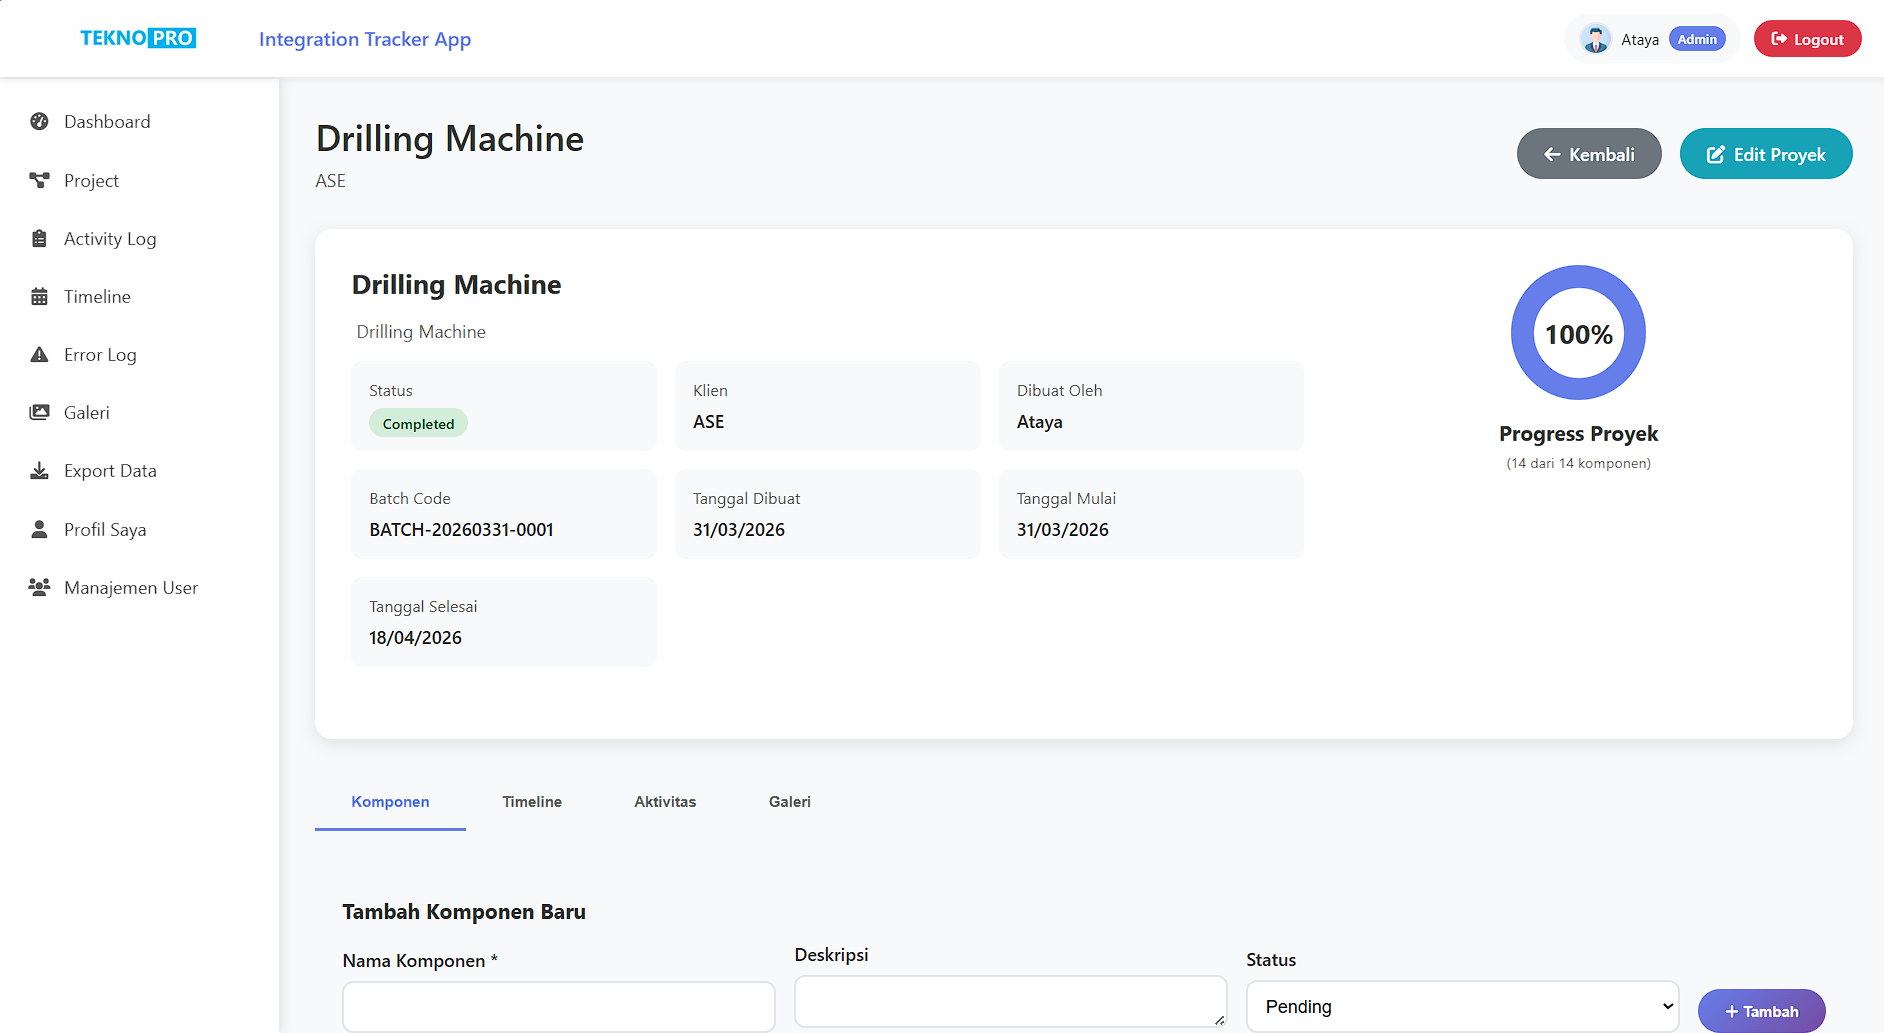 TEKNOPRO
Integration Tracker App
Ataya Admin
Logout
Dashboard
Project
Activity Log
Timeline
Error Log
Galeri
Export Data
Profil Saya
Manajemen User
Drilling Machine
ASE
Kembali
Edit Proyek
Drilling Machine
Drilling Machine
Status
Completed
Klien
ASE
Dibuat Oleh
Ataya
Batch Code
BATCH-20260331-0001
Tanggal Dibuat
31/03/2026
Tanggal Mulai
31/03/2026
Tanggal Selesai
18/04/2026
100%
Progress Proyek
(14 dari 14 komponen)
Komponen
Timeline
Aktivitas
Galeri
Tambah Komponen Baru
Nama Komponen *
Deskripsi
Status
Pending
+ Tambah